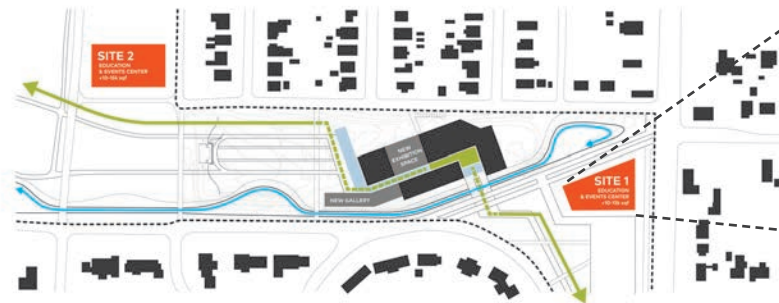 SITE 2
EDUCATION
& EVENTS CENTER
NEW
EXHIBITION
SPACE
NEW GALLERY
SITE 1
EDUCATION
& EVENTS CENTER